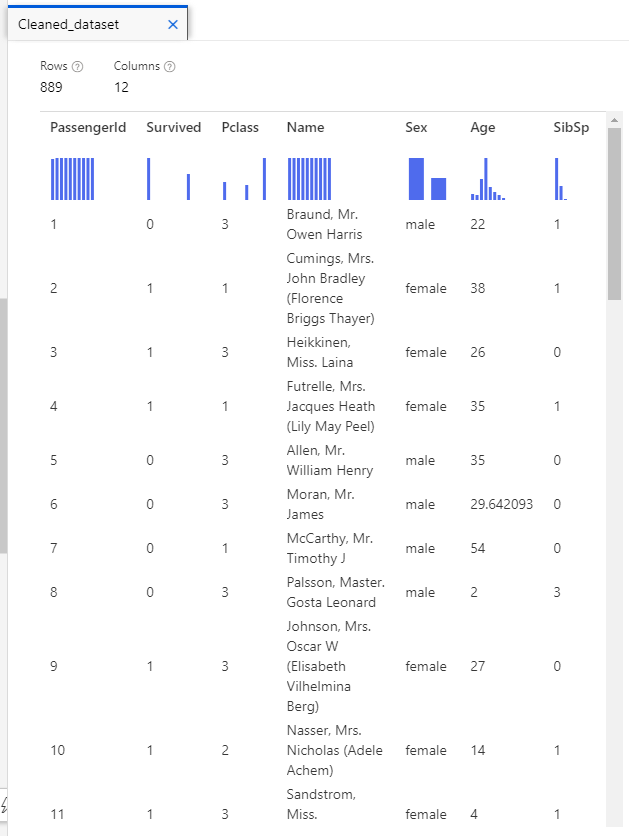 Cleaned_dataset
Rows Columns
889 12
PassengerId Survived Pclass Name Sex Age SibSp
1 0 3 Braund, Mr. Owen Harris male 22 1
2 1 1 Cumings, Mrs. John Bradley (Florence Briggs Thayer) female 38 1
3 1 3 Heikkinen, Miss. Laina female 26 0
4 1 1 Futrelle, Mrs. Jacques Heath (Lily May Peel) female 35 1
5 0 3 Allen, Mr. William Henry male 35 0
6 0 3 Moran, Mr. James male 29.642093 0
7 0 1 McCarthy, Mr. Timothy J male 54 0
8 0 3 Palsson, Master. Gosta Leonard male 2 3
9 1 3 Johnson, Mrs. Oscar W (Elisabeth Vilhelmina Berg) female 27 0
10 1 2 Nasser, Mrs. Nicholas (Adele Achem) female 14 1
11 1 3 Sandstrom, Miss. female 4 1